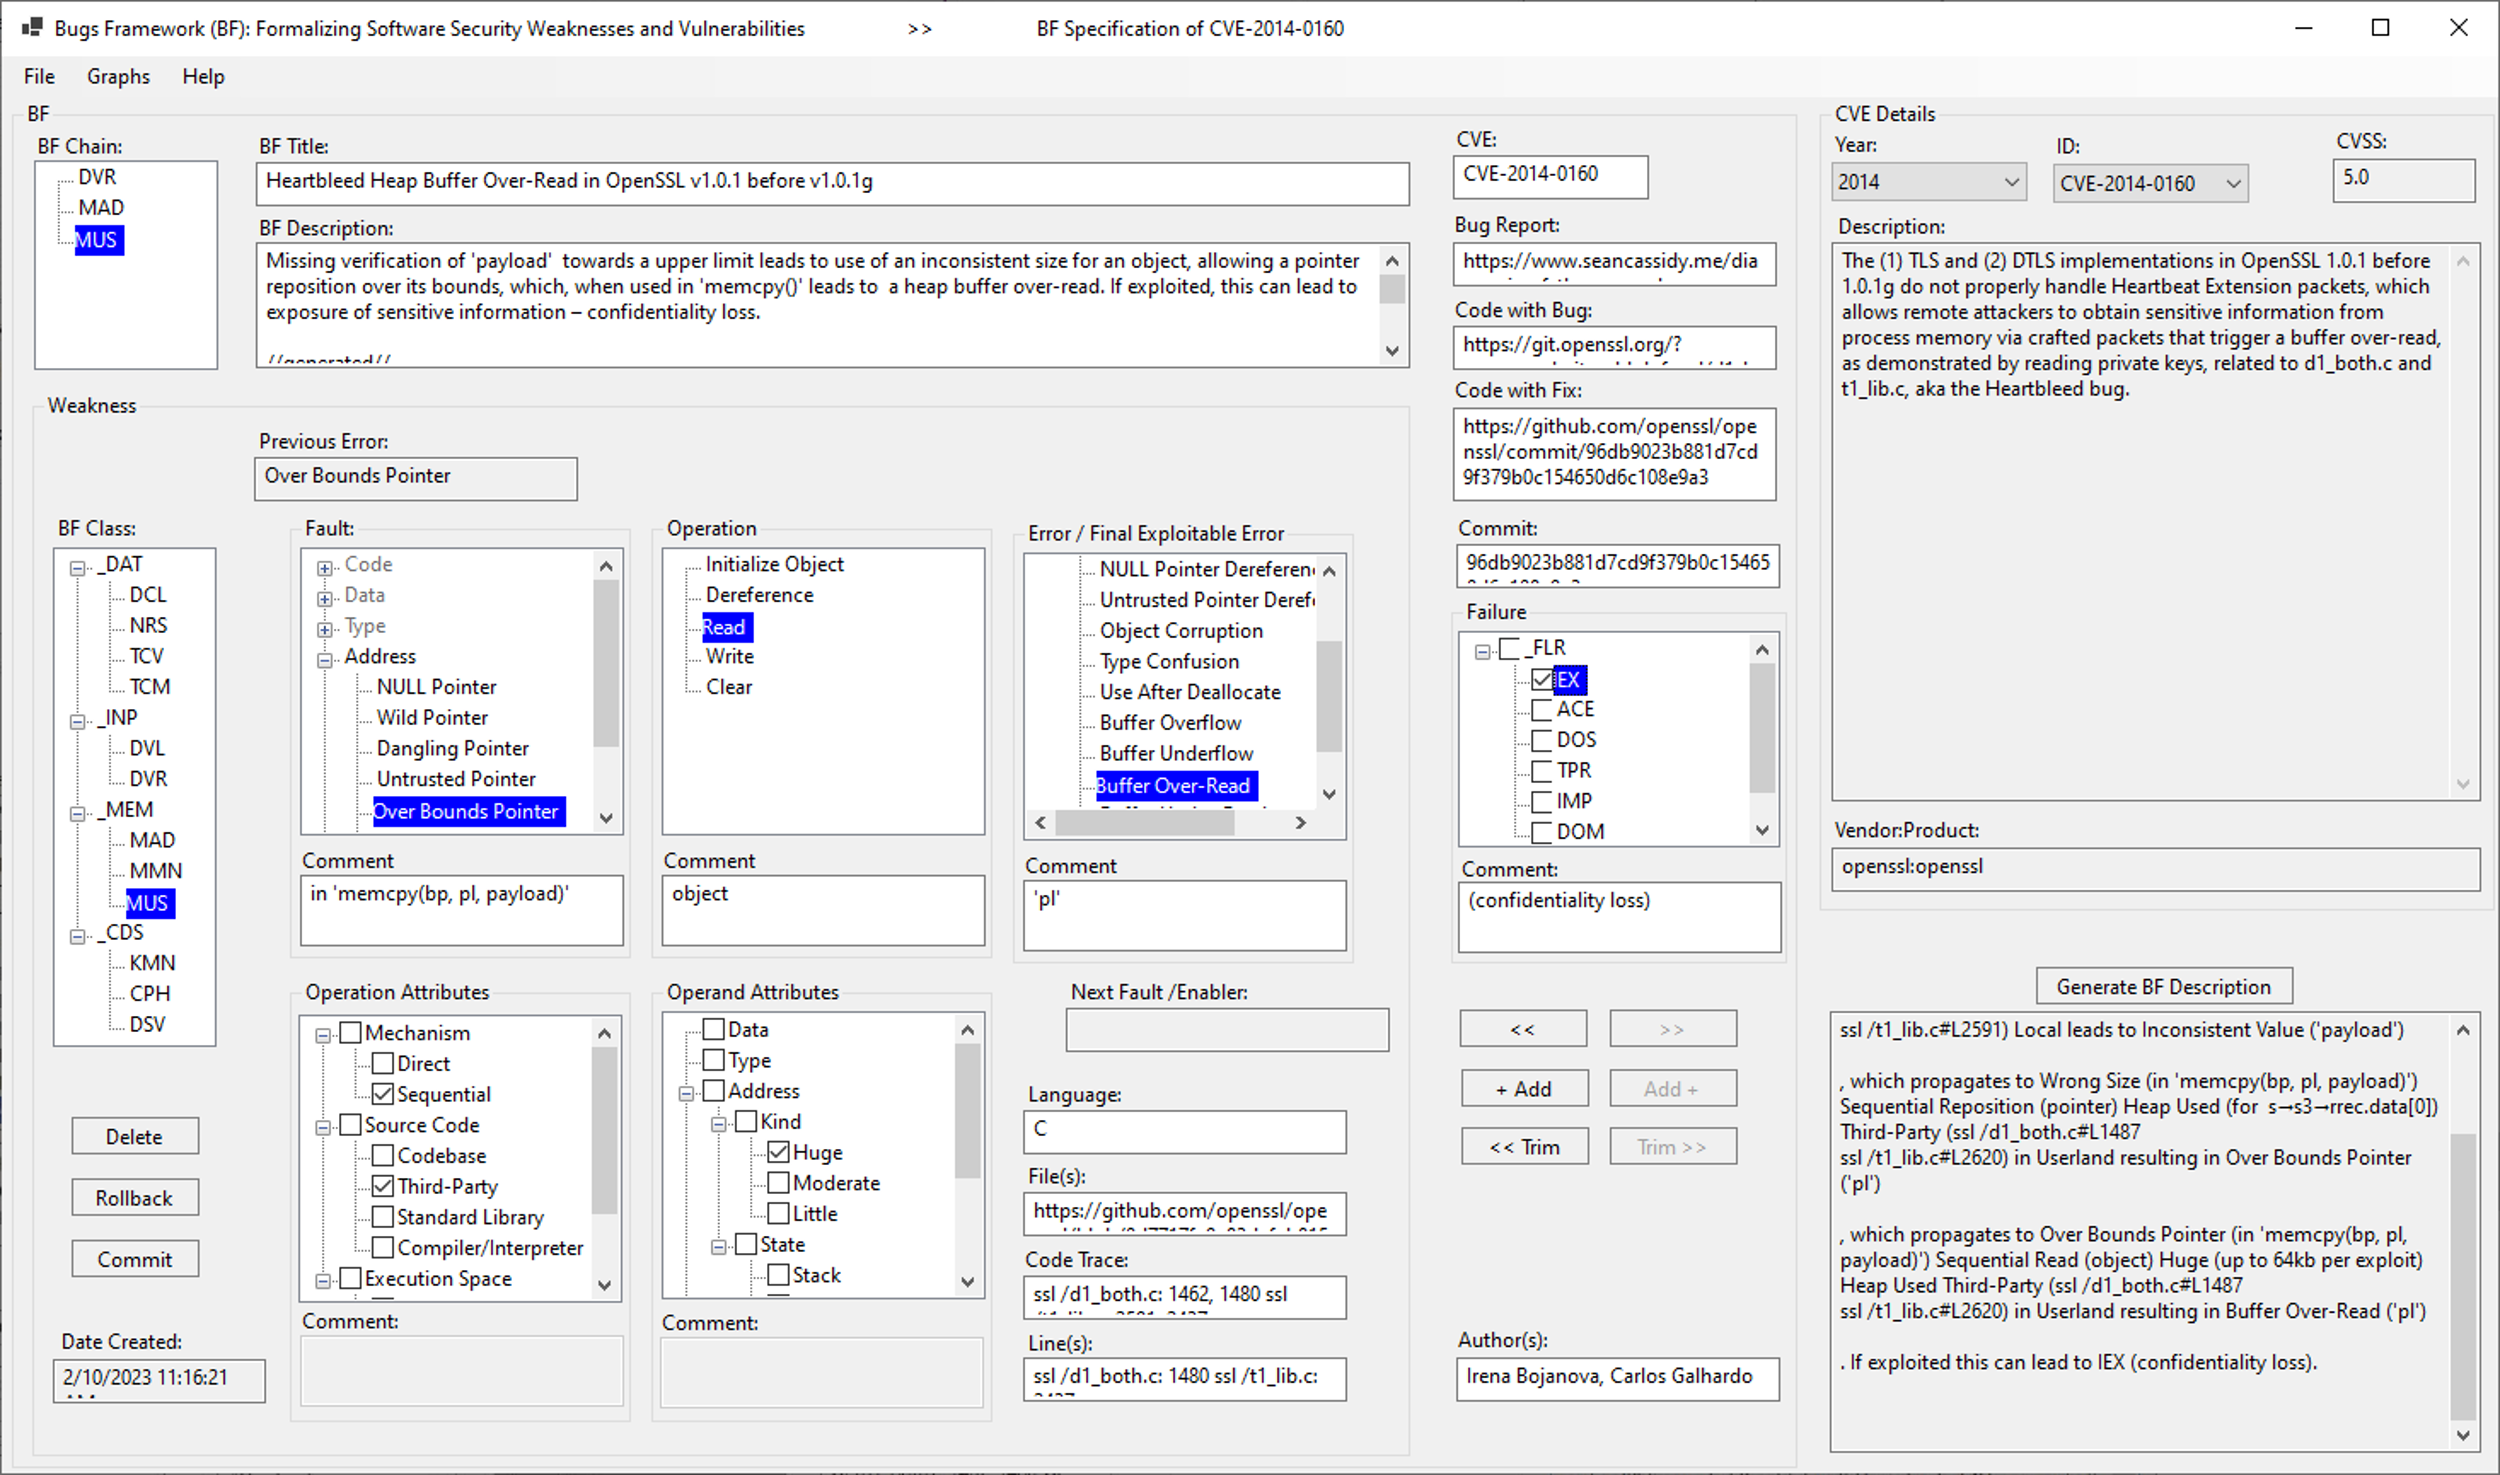 Bugs Framework (BF): Formalizing Software Security Weaknesses and Vulnerabilities >> BF Specification of CVE-2014-0160
File Graphs Help
BF
BF Chain:
DVR
MAD
MUS
BF Title:
Heartbleed Heap Buffer Over-Read in OpenSSL v1.0.1 before v1.0.1g
BF Description:
Missing verification of 'payload' towards a upper limit leads to use of an inconsistent size for an object, allowing a pointer
reposition over its bounds, which, when used in 'memcpy()' leads to a heap buffer over-read. If exploited, this can lead to
exposure of sensitive information – confidentiality loss.
//generated//
Weakness
Previous Error:
Over Bounds Pointer
BF Class:
_DAT
DCL
NRS
TCV
TCM
_INP
DVL
DVR
_MEM
MAD
MMN
MUS
_CDS
KMN
CPH
DSV
Delete
Rollback
Commit
Date Created:
2/10/2023 11:16:21
Fault:
Code
Data
Type
Address
NULL Pointer
Wild Pointer
Dangling Pointer
Untrusted Pointer
Over Bounds Pointer
Comment
in 'memcpy(bp, pl, payload)'
Operation
Initialize Object
Dereference
Read
Write
Clear
Comment
object
Error / Final Exploitable Error
NULL Pointer Dereferen
Untrusted Pointer Deref
Object Corruption
Type Confusion
Use After Deallocate
Buffer Overflow
Buffer Underflow
Buffer Over-Read
Comment
'pl'
Operation Attributes
Mechanism
Direct
Sequential
Source Code
Codebase
Third-Party
Standard Library
Compiler/Interpreter
Execution Space
Comment:
Operand Attributes
Data
Type
Address
Kind
Huge
Moderate
Little
State
Stack
Comment:
Next Fault /Enabler:
Language:
C
File(s):
https://github.com/openssl/ope
Code Trace:
ssl /d1_both.c: 1462, 1480 ssl
Line(s):
ssl /d1_both.c: 1480 ssl /t1_lib.c:
CVE:
CVE-2014-0160
Bug Report:
https://www.seancassidy.me/dia
Code with Bug:
https://git.openssl.org/?
Code with Fix:
https://github.com/openssl/ope
nssl/commit/96db9023b881d7cd
9f379b0c154650d6c108e9a3
Commit:
96db9023b881d7cd9f379b0c15465
Failure
_FLR
EX
ACE
DOS
TPR
IMP
DOM
Comment:
(confidentiality loss)
<< >>
+ Add Add +
<< Trim Trim >>
Author(s):
Irena Bojanova, Carlos Galhardo
CVE Details
Year: ID: CVSS:
2014 CVE-2014-0160 5.0
Description:
The (1) TLS and (2) DTLS implementations in OpenSSL 1.0.1 before
1.0.1g do not properly handle Heartbeat Extension packets, which
allows remote attackers to obtain sensitive information from
process memory via crafted packets that trigger a buffer over-read,
as demonstrated by reading private keys, related to d1_both.c and
t1_lib.c, aka the Heartbleed bug.
Vendor:Product:
openssl:openssl
Generate BF Description
ssl /t1_lib.c#L2591) Local leads to Inconsistent Value ('payload')
, which propagates to Wrong Size (in 'memcpy(bp, pl, payload)')
Sequential Reposition (pointer) Heap Used (for s→s3→rrec.data[0])
Third-Party (ssl /d1_both.c#L1487
ssl /t1_lib.c#L2620) in Userland resulting in Over Bounds Pointer
('pl')
, which propagates to Over Bounds Pointer (in 'memcpy(bp, pl,
payload)') Sequential Read (object) Huge (up to 64kb per exploit)
Heap Used Third-Party (ssl /d1_both.c#L1487
ssl /t1_lib.c#L2620) in Userland resulting in Buffer Over-Read ('pl')
. If exploited this can lead to IEX (confidentiality loss).